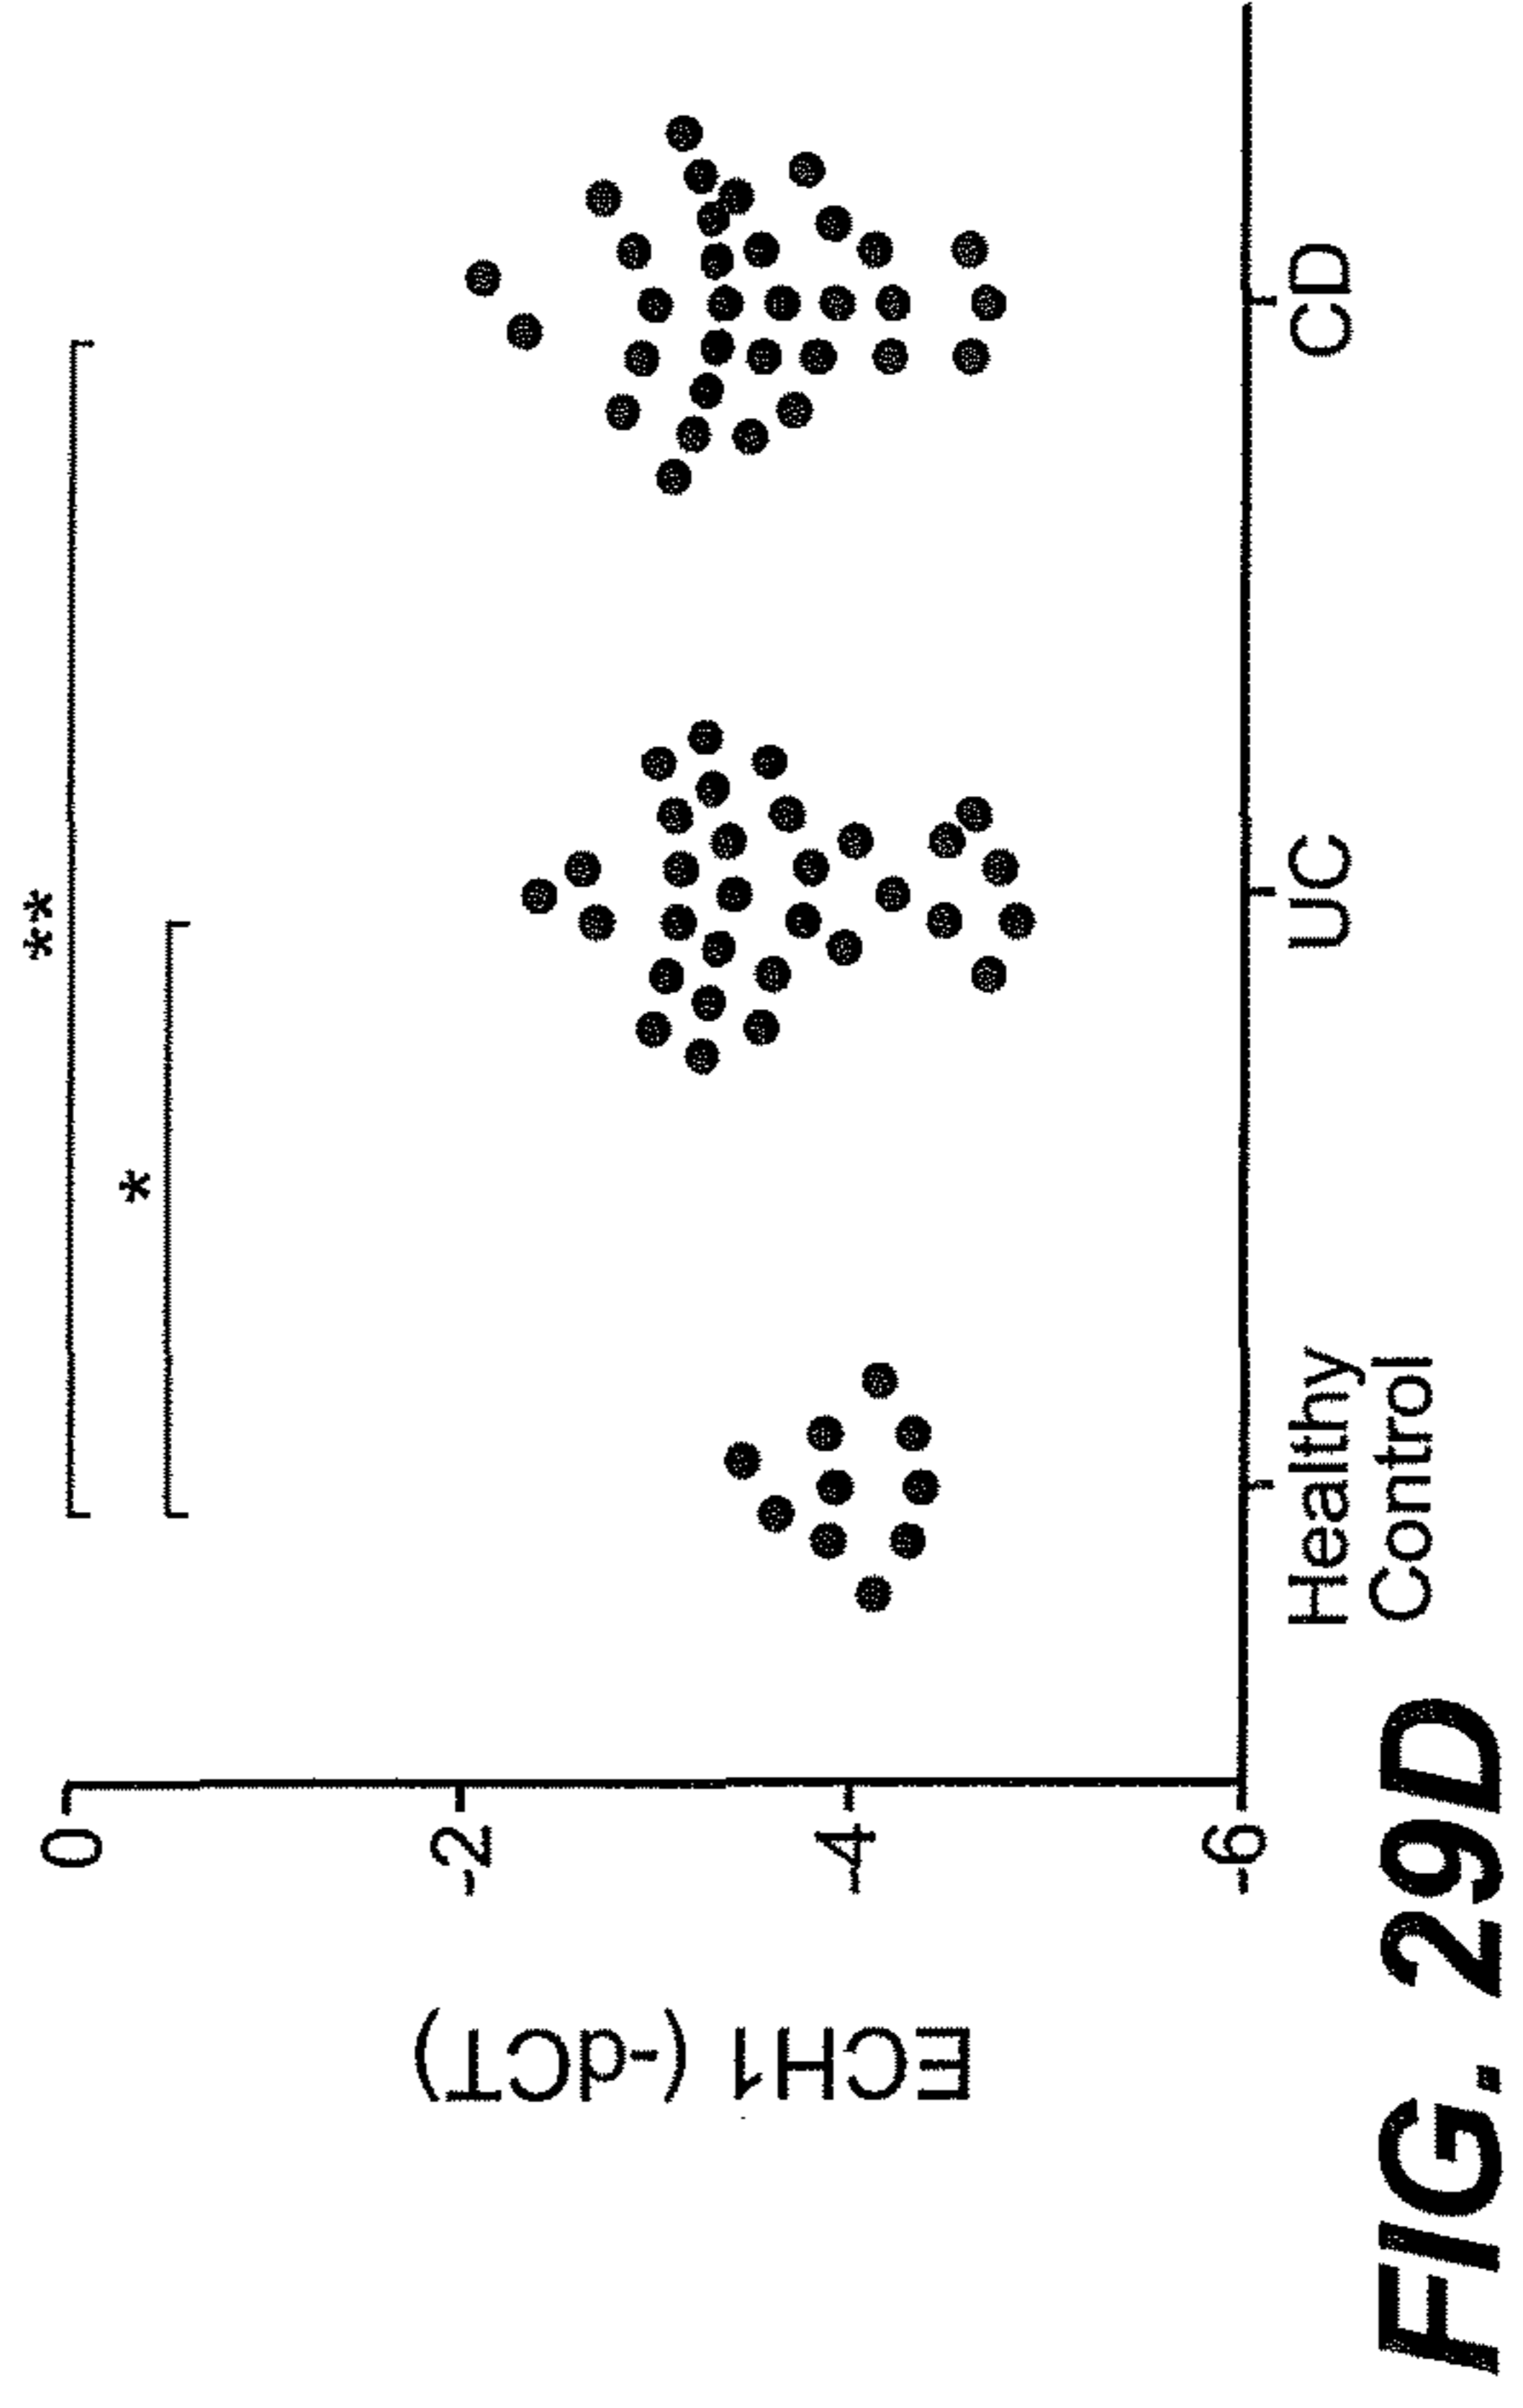 **
*
0
-2
-4
-6
ECH1 (-dCT)
Healthy
Control
UC
CD
FIG. 29D